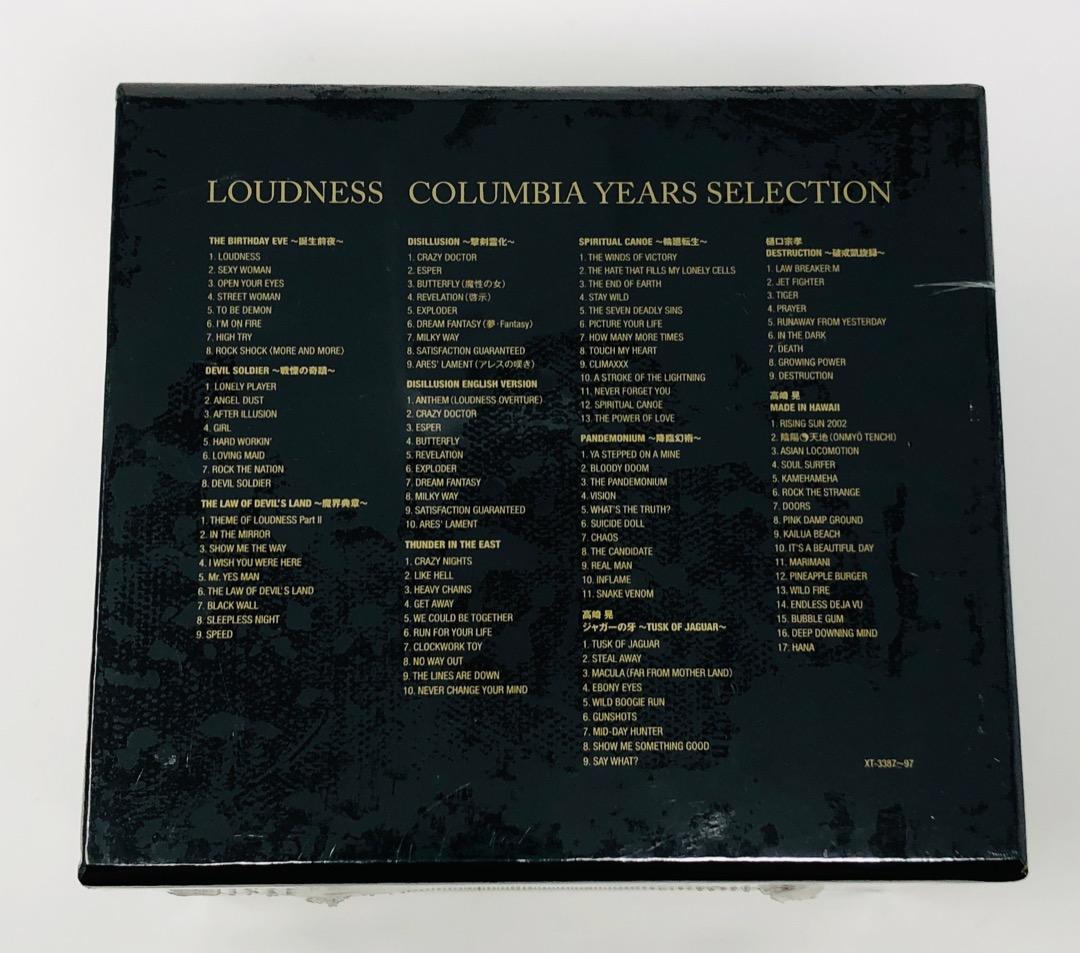 LOUDNESS COLUMBIA YEARS SELECTION
THE BIRTHDAY EVE ～誕生前夜～
1. LOUDNESS
2. SEXY WOMAN
3. OPEN YOUR EYES
4. STREET WOMAN
5. TO BE DEMON
6. I'M ON FIRE
7. HIGH TRY
8. ROCK SHOCK〈MORE AND MORE〉
DEVIL SOLDIER ～戦慄の奇蹟～
1. LONELY PLAYER
2. ANGEL DUST
3. AFTER ILLUSION
4. GIRL
5. HARD WORKIN'
6. LOVING MAID
7. ROCK THE NATION
8. DEVIL SOLDIER
THE LAW OF DEVIL'S LAND ～魔界典章～
1. THEME OF LOUDNESS Part II
2. IN THE MIRROR
3. SHOW ME THE WAY
4. I WISH YOU WERE HERE
5. Mr. YES MAN
6. THE LAW OF DEVIL'S LAND
7. BLACK WALL
8. SLEEPLESS NIGHT
9. SPEED
DISILLUSION ～撃剣霊化～
1. CRAZY DOCTOR
2. ESPER
3. BUTTERFLY（魔性の女）
4. REVELATION（啓示）
5. EXPLODER
6. DREAM FANTASY（夢・Fantasy）
7. MILKY WAY
8. SATISFACTION GUARANTEED
9. ARES' LAMENT（アレスの嘆き）
DISILLUSION ENGLISH VERSION
1. ANTHEM（LOUDNESS OVERTURE）
2. CRAZY DOCTOR
3. ESPER
4. BUTTERFLY
5. REVELATION
6. EXPLODER
7. DREAM FANTASY
8. MILKY WAY
9. SATISFACTION GUARANTEED
10. ARES' LAMENT
THUNDER IN THE EAST
1. CRAZY NIGHTS
2. LIKE HELL
3. HEAVY CHAINS
4. GET AWAY
5. WE COULD BE TOGETHER
6. RUN FOR YOUR LIFE
7. CLOCKWORK TOY
8. NO WAY OUT
9. THE LINES ARE DOWN
10. NEVER CHANGE YOUR MIND
SPIRITUAL CANOE ～輪廻転生～
1. THE WINDS OF VICTORY
2. THE HATE THAT FILLS MY LONELY CELLS
3. THE END OF EARTH
4. STAY WILD
5. THE SEVEN DEADLY SINS
6. PICTURE YOUR LIFE
7. HOW MANY MORE TIMES
8. TOUCH MY HEART
9. CLIMAXXX
10. A STROKE OF THE LIGHTNING
11. NEVER FORGET YOU
12. SPIRITUAL CANOE
13. THE POWER OF LOVE
PANDEMONIUM ～降臨幻術～
1. YA STEPPED ON A MINE
2. BLOODY DOOM
3. THE PANDEMONIUM
4. VISION
5. WHAT'S THE TRUTH?
6. SUICIDE DOLL
7. CHAOS
8. THE CANDIDATE
9. REAL MAN
10. INFLAME
11. SNAKE VENOM
高崎 晃
ジャガーの牙 ～TUSK OF JAGUAR～
1. TUSK OF JAGUAR
2. STEAL AWAY
3. MACULA（FAR FROM MOTHER LAND）
4. EBONY EYES
5. WILD BOOGIE RUN
6. GUNSHOTS
7. MID-DAY HUNTER
8. SHOW ME SOMETHING GOOD
9. SAY WHAT?
樋口宗孝
DESTRUCTION ～破戒凱旋録～
1. LAW BREAKER.M
2. JET FIGHTER
3. TIGER
4. PRAYER
5. RUNAWAY FROM YESTERDAY
6. IN THE DARK
7. DEATH
8. GROWING POWER
9. DESTRUCTION
高崎 晃
MADE IN HAWAII
1. RISING SUN 2002
2. 陰陽☯天地（ONMYŌ TENCHI）
3. ASIAN LOCOMOTION
4. SOUL SURFER
5. KAMEHAMEHA
6. ROCK THE STRANGE
7. DOORS
8. PINK DAMP GROUND
9. KAILUA BEACH
10. IT'S A BEAUTIFUL DAY
11. MARIMANI
12. PINEAPPLE BURGER
13. WILD FIRE
14. ENDLESS DEJA VU
15. BUBBLE GUM
16. DEEP DOWNING MIND
17. HANA
XT-3387～97